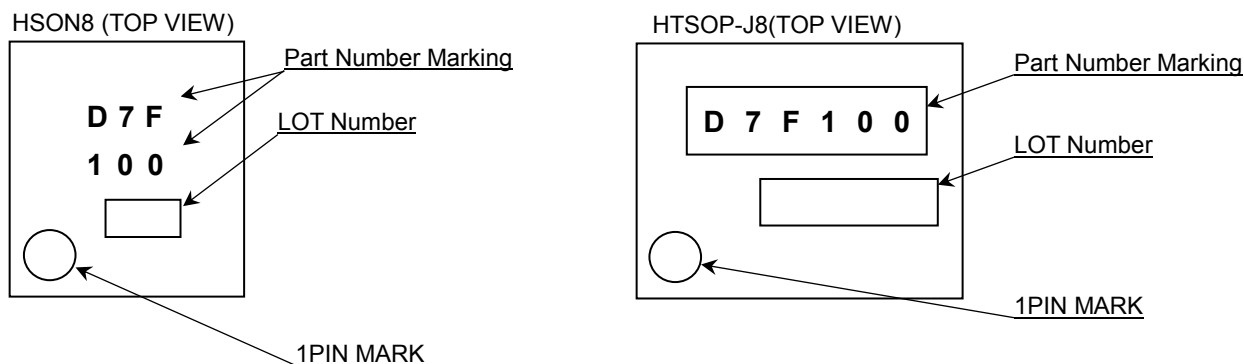 HSON8 (TOP VIEW)
Part Number Marking
D 7 F
LOT Number
1 0 0
1PIN MARK
HTSOP-J8(TOP VIEW)
Part Number Marking
D 7 F 1 0 0
LOT Number
1PIN MARK